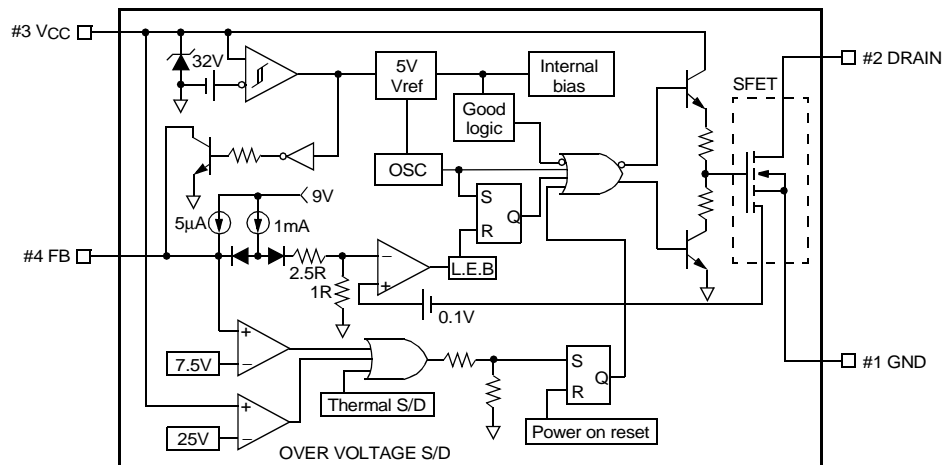 #3 VCC
32V
5V
Vref
Internal
bias
#2 DRAIN
SFET
Good
logic
OSC
9V
5µA
1mA
S
R
Q
#4 FB
2.5R
1R
−
+
L.E.B
0.1V
+
−
7.5V
#1 GND
S
R
Q
Thermal S/D
+
−
25V
Power on reset
OVER VOLTAGE S/D